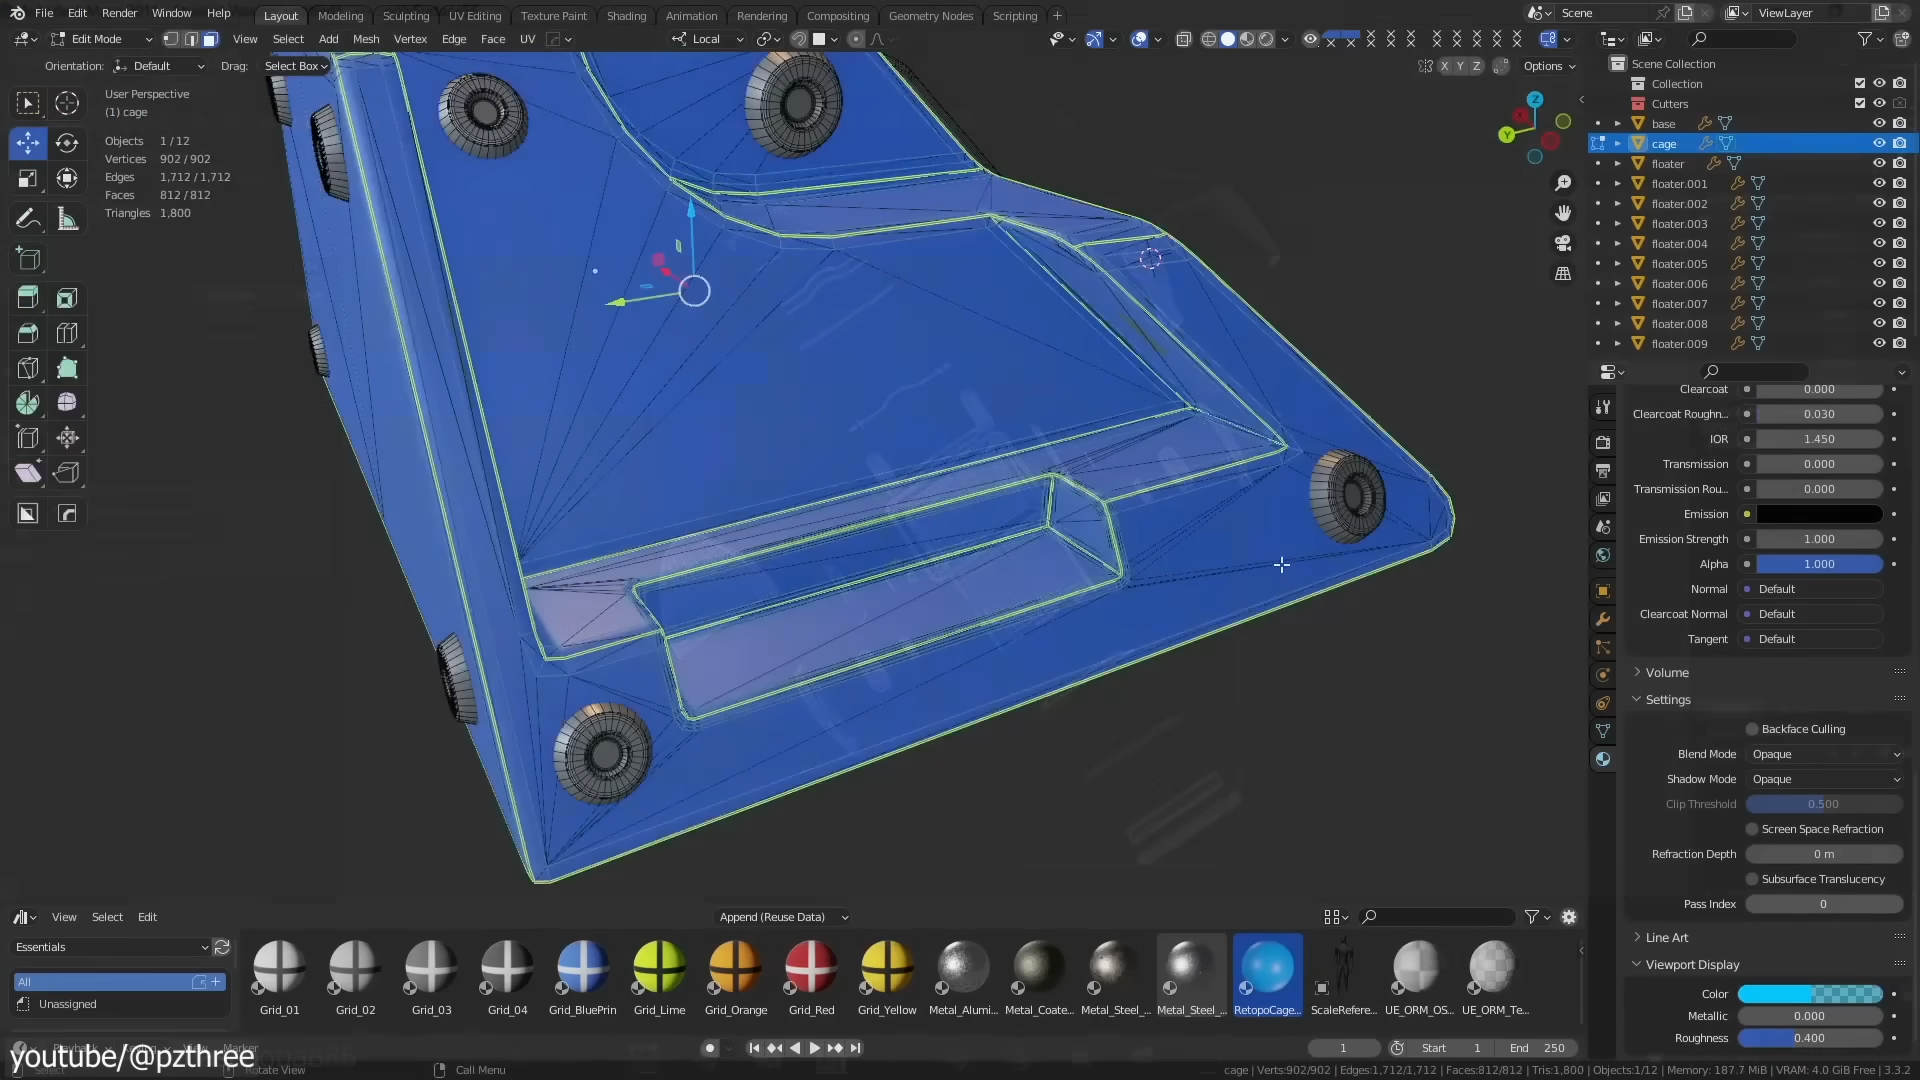 File Edit Render Window Help Layout Modeling Sculpting UV Editing Texture Paint Shading Animation Rendering Compositing Geometry Nodes Scripting + Scene ViewLayer
Edit Mode View Select Add Mesh Vertex Edge Face UV Local
Orientation: Default Drag: Select Box X Y Z Options
User Perspective
(1) cage
Objects 1 / 12
Vertices 902 / 902
Edges 1,712 / 1,712
Faces 812 / 812
Triangles 1,800
Z
X
Y
Scene Collection
Collection
Cutters
base
cage
floater
floater.001
floater.002
floater.003
floater.004
floater.005
floater.006
floater.007
floater.008
floater.009
Clearcoat 0.000
Clearcoat Roughn... 0.030
IOR 1.450
Transmission 0.000
Transmission Rou... 0.000
Emission
Emission Strength 1.000
Alpha 1.000
Normal Default
Clearcoat Normal Default
Tangent Default
Volume
Settings
Backface Culling
Blend Mode Opaque
Shadow Mode Opaque
Clip Threshold 0.500
Screen Space Refraction
Refraction Depth 0 m
Subsurface Translucency
Pass Index 0
Line Art
Viewport Display
Color
Metallic 0.000
Roughness 0.400
View Select Edit Append (Reuse Data)
Essentials
All
Unassigned
Grid_01 Grid_02 Grid_03 Grid_04 Grid_BluePrin Grid_Lime Grid_Orange Grid_Red Grid_Yellow Metal_Alumi... Metal_Coate... Metal_Steel_... Metal_Steel_... RetopoCage... ScaleRefere... UE_ORM_OS... UE_ORM_Te...
youtube/@pzthree
1 Start 1 End 250
Select Rotate View Call Menu
cage | Verts:902/902 | Edges:1,712/1,712 | Faces:812/812 | Tris:1,800 | Objects:1/12 | Memory: 187.7 MiB | VRAM: 4.0 GiB Free | 3.3.2